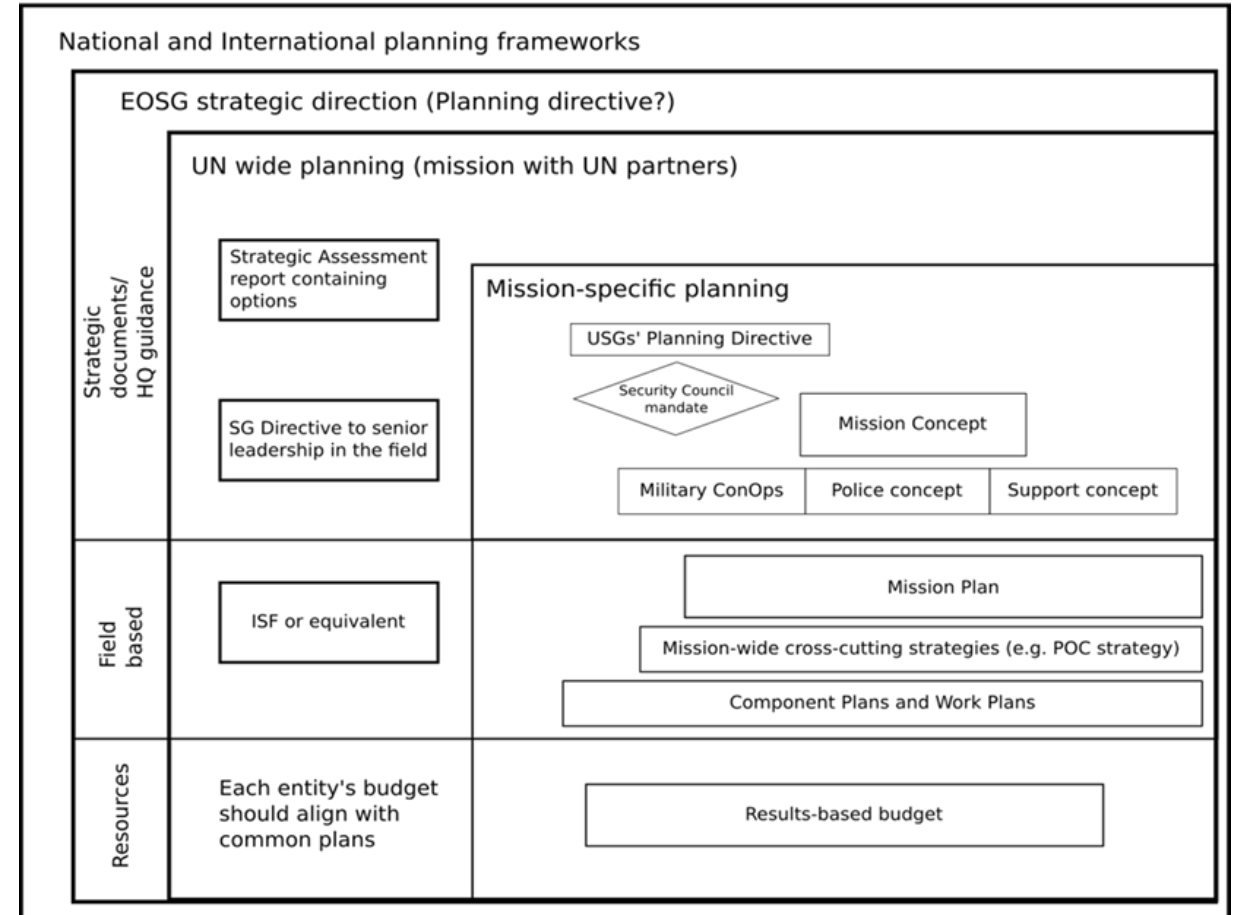 National and International planning frameworks
EOSG strategic direction (Planning directive?)
UN wide planning (mission with UN partners)
Strategic
documents/
HQ guidance
Strategic Assessment
report containing
options
SG Directive to senior
leadership in the field
Mission-specific planning
USGs' Planning Directive
Security Council
mandate
Mission Concept
Military ConOps
Police concept
Support concept
Field
based
ISF or equivalent
Mission Plan
Mission-wide cross-cutting strategies (e.g. POC strategy)
Component Plans and Work Plans
Resources
Each entity's budget
should align with
common plans
Results-based budget